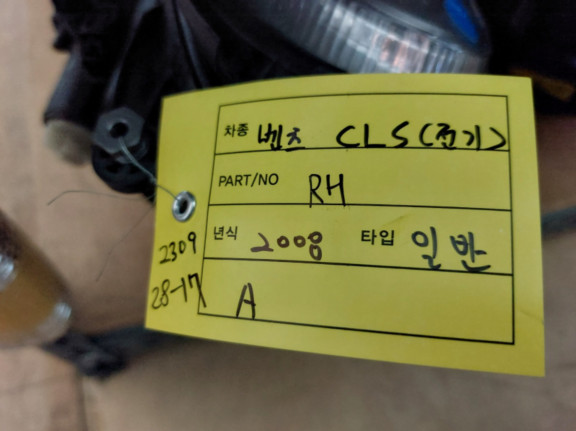 차종 벤츠 CLS(전기)
PART/NO RH
년식 2008 타입 일반
A
2309
28-17